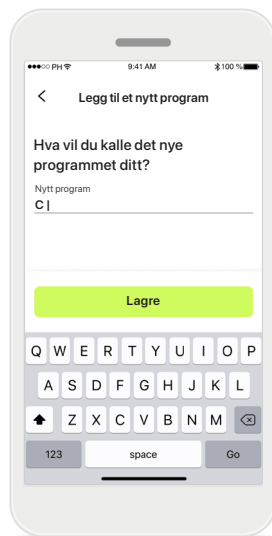 PH 9:41 AM 100 %
Legg til et nytt program
Hva vil du kalle det nye
programmet ditt?
Nytt program
C |
Lagre
Q W E R T Y U I O P
A S D F G H J K L
Z X C V B N M
123 space Go